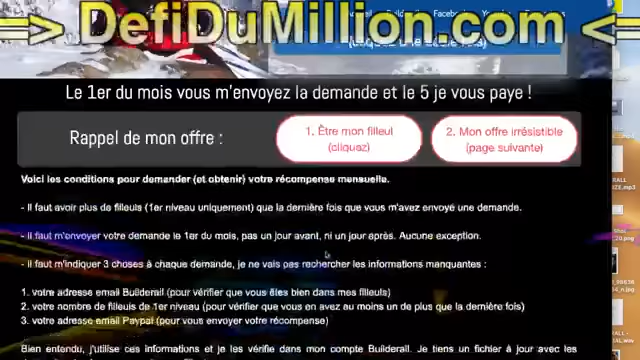 => DefiDuMillion.com <=
Le 1er du mois vous m'envoyez la demande et le 5 je vous paye !
Rappel de mon offre :
1. Être mon filleul
(cliquez)
2. Mon offre irrésistible
(page suivante)
Voici les conditions pour demander (et obtenir) votre récompense mensuelle.
- Il faut avoir plus de filleuls (1er niveau uniquement) que la dernière fois que vous m'avez envoyé une demande.
- Il faut m'envoyer votre demande le 1er du mois, pas un jour avant, ni un jour après. Aucune exception.
- Il faut m'indiquer 3 choses à chaque demande, je ne vais pas rechercher les informations manquantes :
1. votre adresse email Builderall (pour vérifier que vous êtes bien dans mes filleuls)
2. votre nombre de filleuls de 1er niveau (pour vérifier que vous en avez au moins un de plus que la dernière fois)
3. votre adresse email Paypal (pour vous envoyer votre récompense)
Bien entendu, j'utilise ces informations et je les vérifie dans mon compte Builderall. Je tiens un fichier à jour avec les